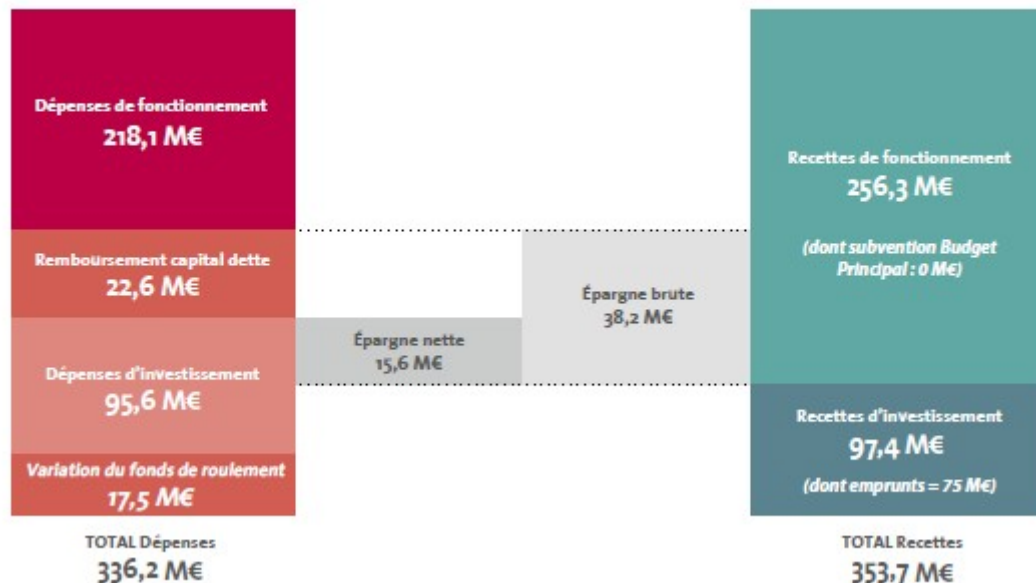 Dépenses de fonctionnement
218,1 M€
Remboursement capital dette
22,6 M€
Dépenses d'investissement
95,6 M€
Variation du fonds de roulement
17,5 M€
TOTAL Dépenses
336,2 M€
Épargne nette
15,6 M€
Épargne brute
38,2 M€
Recettes de fonctionnement
256,3 M€
(dont subvention Budget
Principal : 0 M€)
Recettes d'investissement
97,4 M€
(dont emprunts = 75 M€)
TOTAL Recettes
353,7 M€